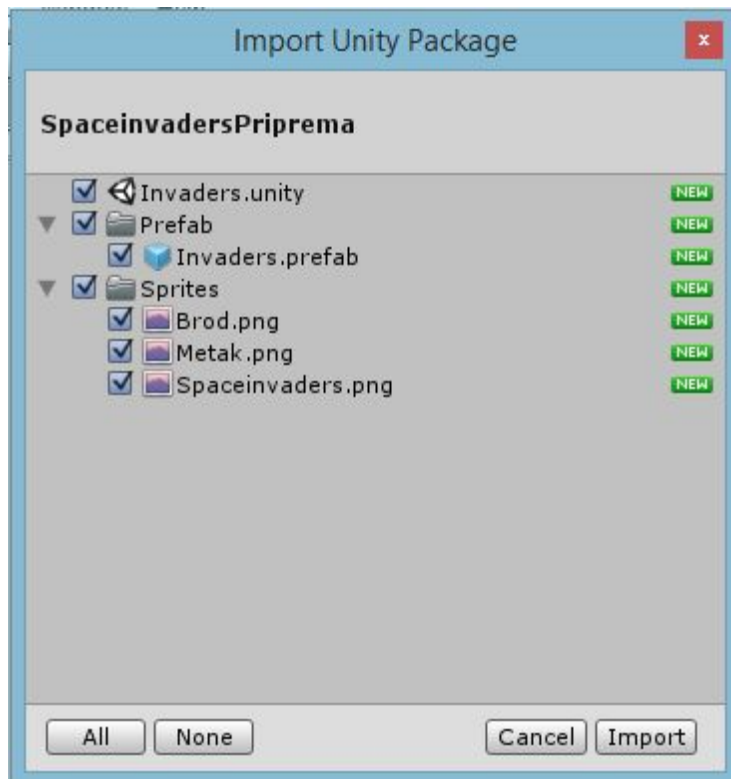 Import Unity Package
x
SpaceinvadersPriprema
Invaders.unity NEW
Prefab NEW
Invaders.prefab NEW
Sprites NEW
Brod.png NEW
Metak.png NEW
Spaceinvaders.png NEW
All None Cancel Import